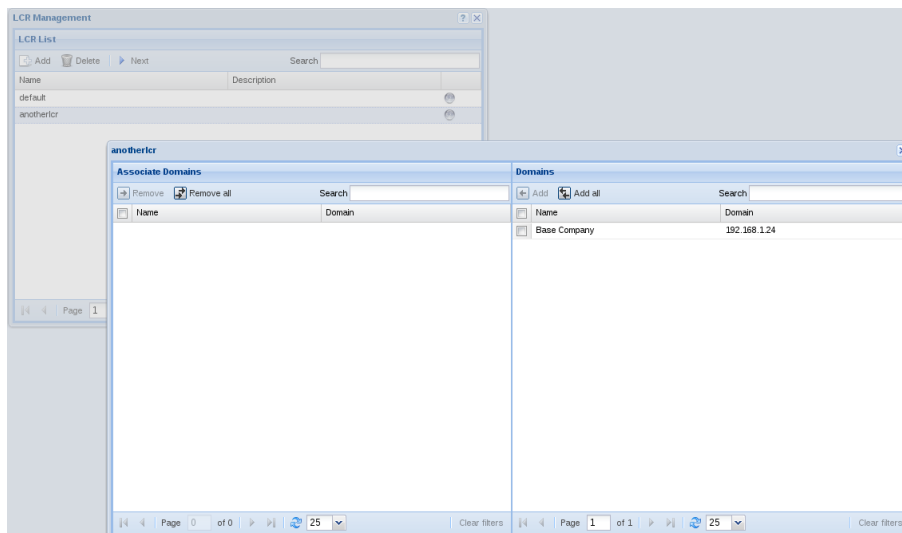 LCR Management
LCR List
Add Delete Next Search
Name Description
default
anotherlcr
Page 1
anotherlcr
Associate Domains Domains
Remove Remove all Search Add Add all Search
Name Domain Name Domain
Base Company 192.168.1.24
Page 0 of 0 25 Clear filters Page 1 of 1 25 Clear filters